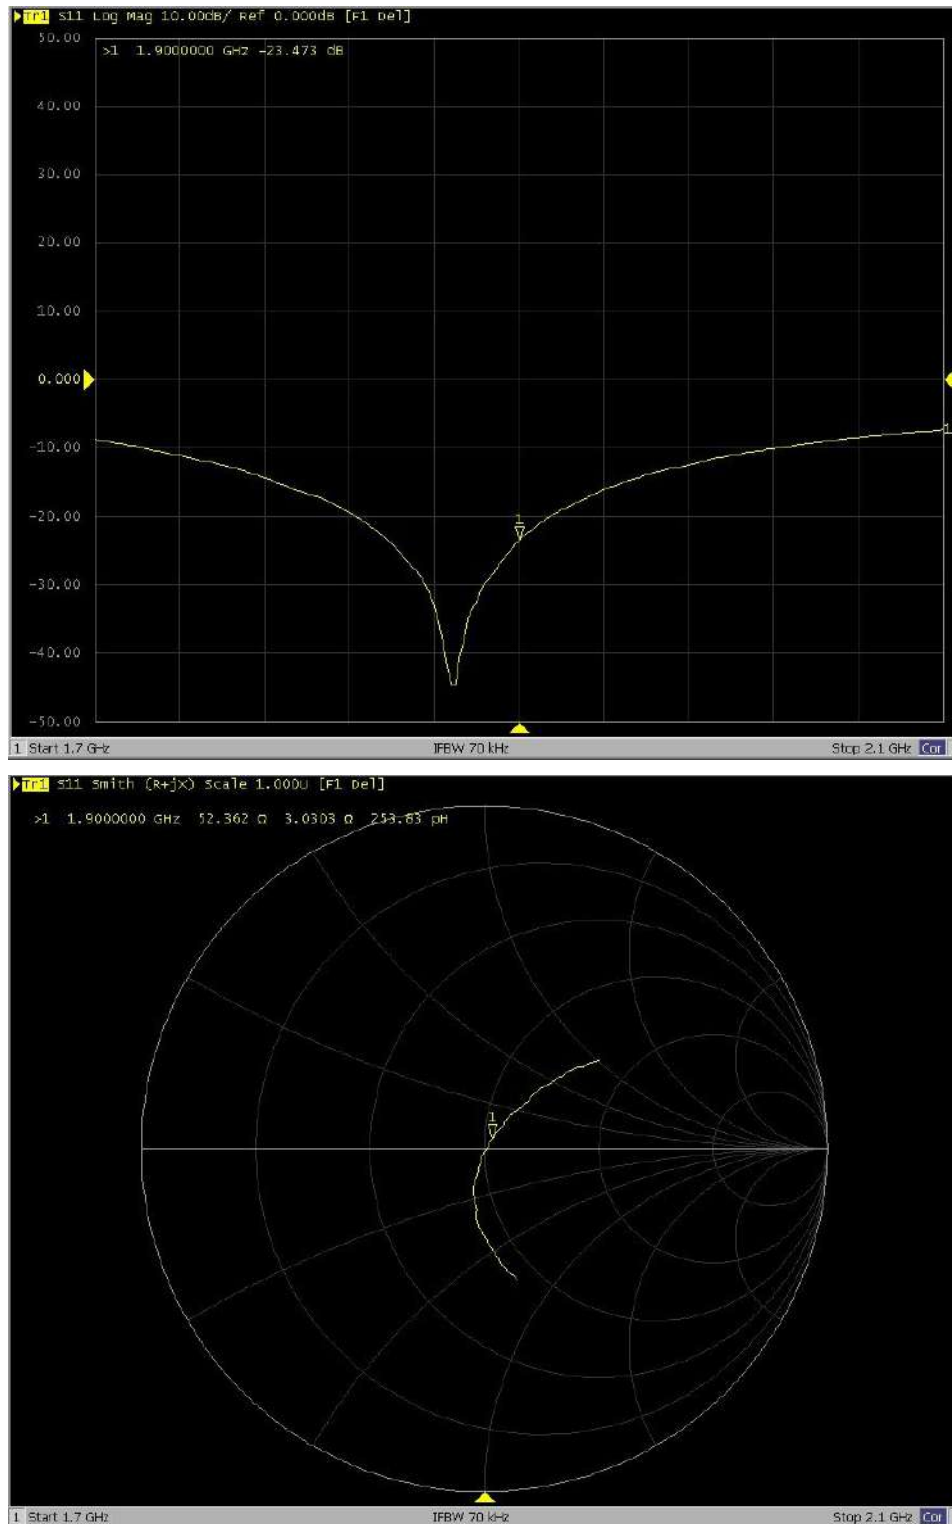 Tr1 S11 Log Mag 10.00dB/ Ref 0.000dB [F1 Del]
50.00
>1 1.9000000 GHz -23.473 dB
40.00
30.00
20.00
10.00
0.000
-10.00
1
-20.00
1
-30.00
-40.00
-50.00
1 Start 1.7 GHz IFBW 70 kHz Stop 2.1 GHz Cor
Tr1 S11 Smith (R+jX) Scale 1.000U [F1 Del]
>1 1.9000000 GHz 52.362 Ω 3.0303 Ω 253.83 pH
1
1 Start 1.7 GHz IFBW 70 kHz Stop 2.1 GHz Cor